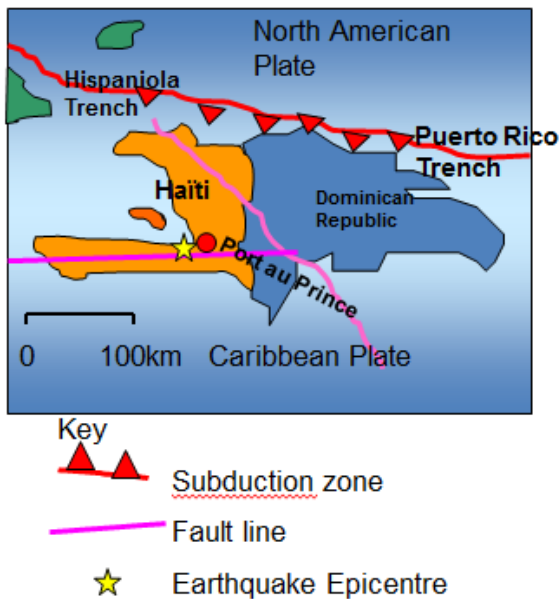 North American
Plate
Hispaniola
Trench
Puerto Rico
Trench
Haïti
Dominican
Republic
Port au Prince
0 100km Caribbean Plate
Key
Subduction zone
Fault line
Earthquake Epicentre